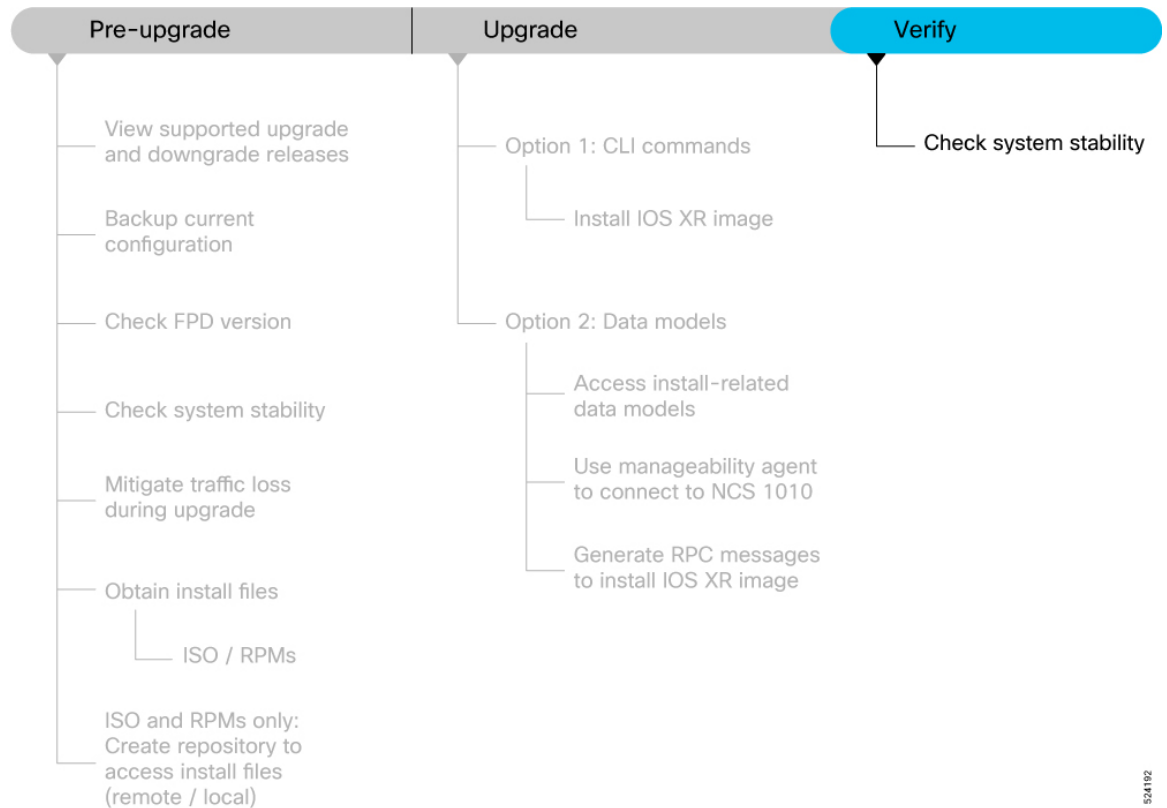 Pre-upgrade
Upgrade
Verify
View supported upgrade
and downgrade releases
Backup current
configuration
Check FPD version
Check system stability
Mitigate traffic loss
during upgrade
Obtain install files
ISO / RPMs
ISO and RPMs only:
Create repository to
access install files
(remote / local)
Option 1: CLI commands
Install IOS XR image
Option 2: Data models
Access install-related
data models
Use manageability agent
to connect to NCS 1010
Generate RPC messages
to install IOS XR image
Check system stability
524192